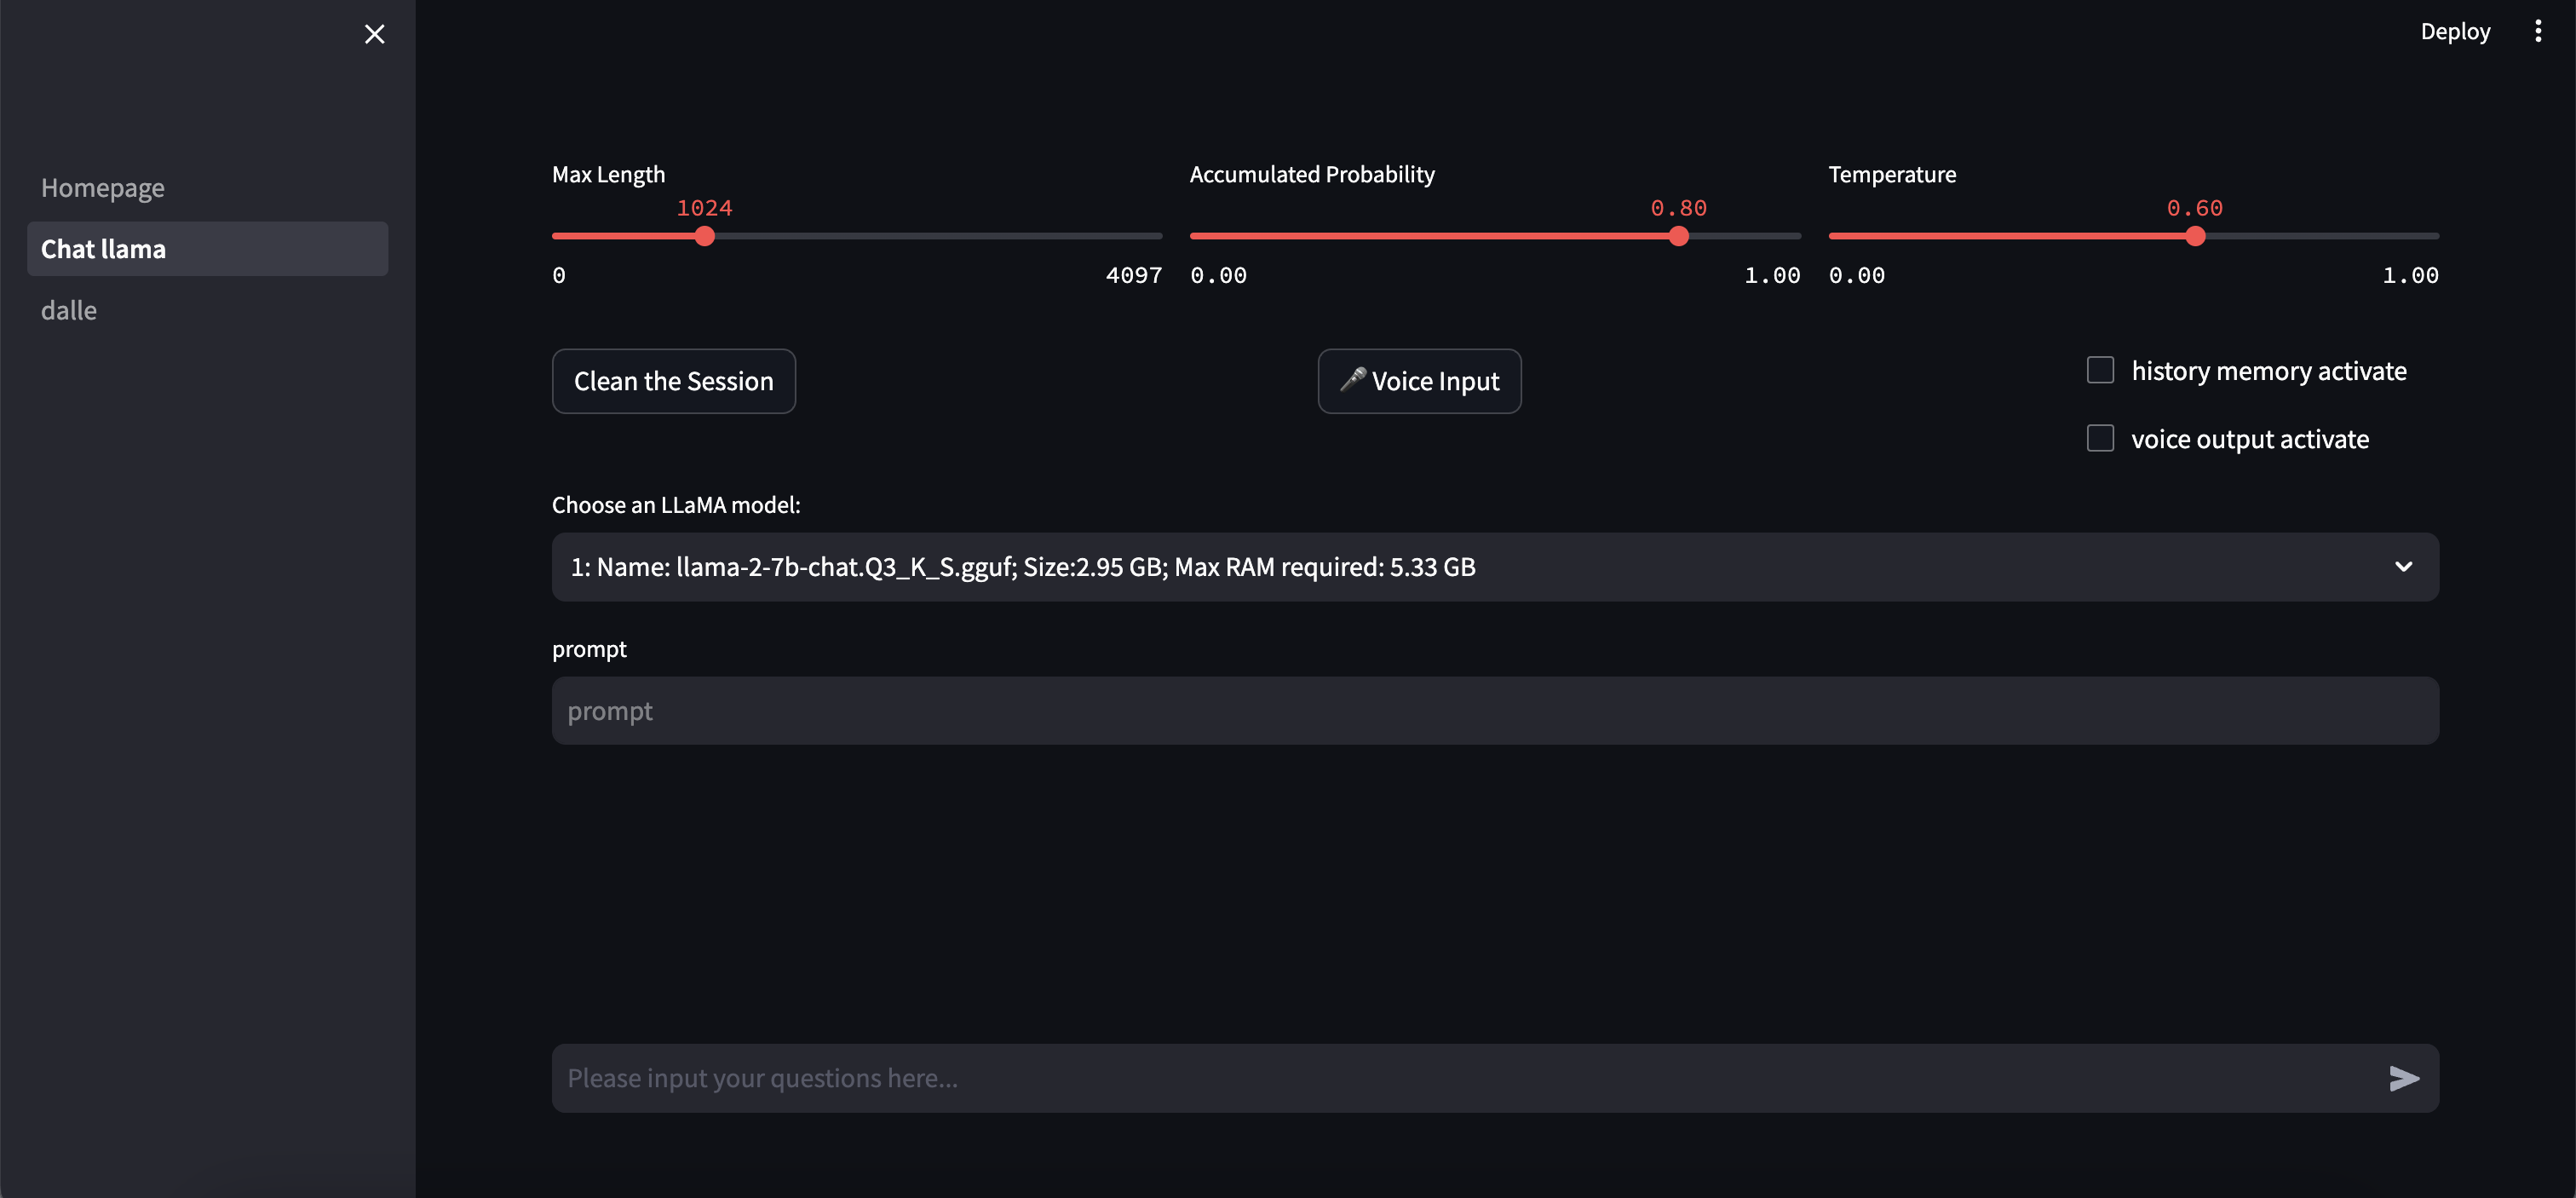 Deploy
Homepage
Chat llama
dalle
Max Length
1024
0
4097
Accumulated Probability
0.80
0.00
1.00
Temperature
0.60
0.00
1.00
Clean the Session
🎤 Voice Input
history memory activate
voice output activate
Choose an LLaMA model:
1: Name: llama-2-7b-chat.Q3_K_S.gguf; Size:2.95 GB; Max RAM required: 5.33 GB
prompt
prompt
Please input your questions here...